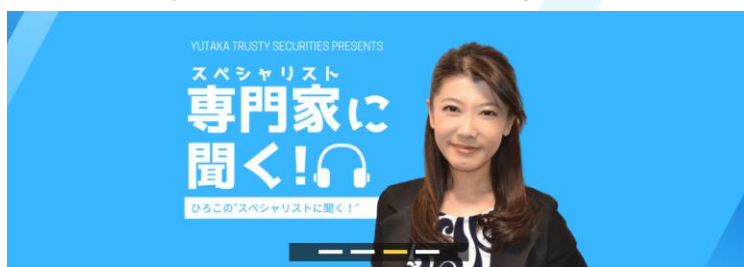 YUTAKA TRUSTY SECURITIES PRESENTS
スペシャリスト
専門家に
聞く!
ひろこの"スペシャリストに聞く！"